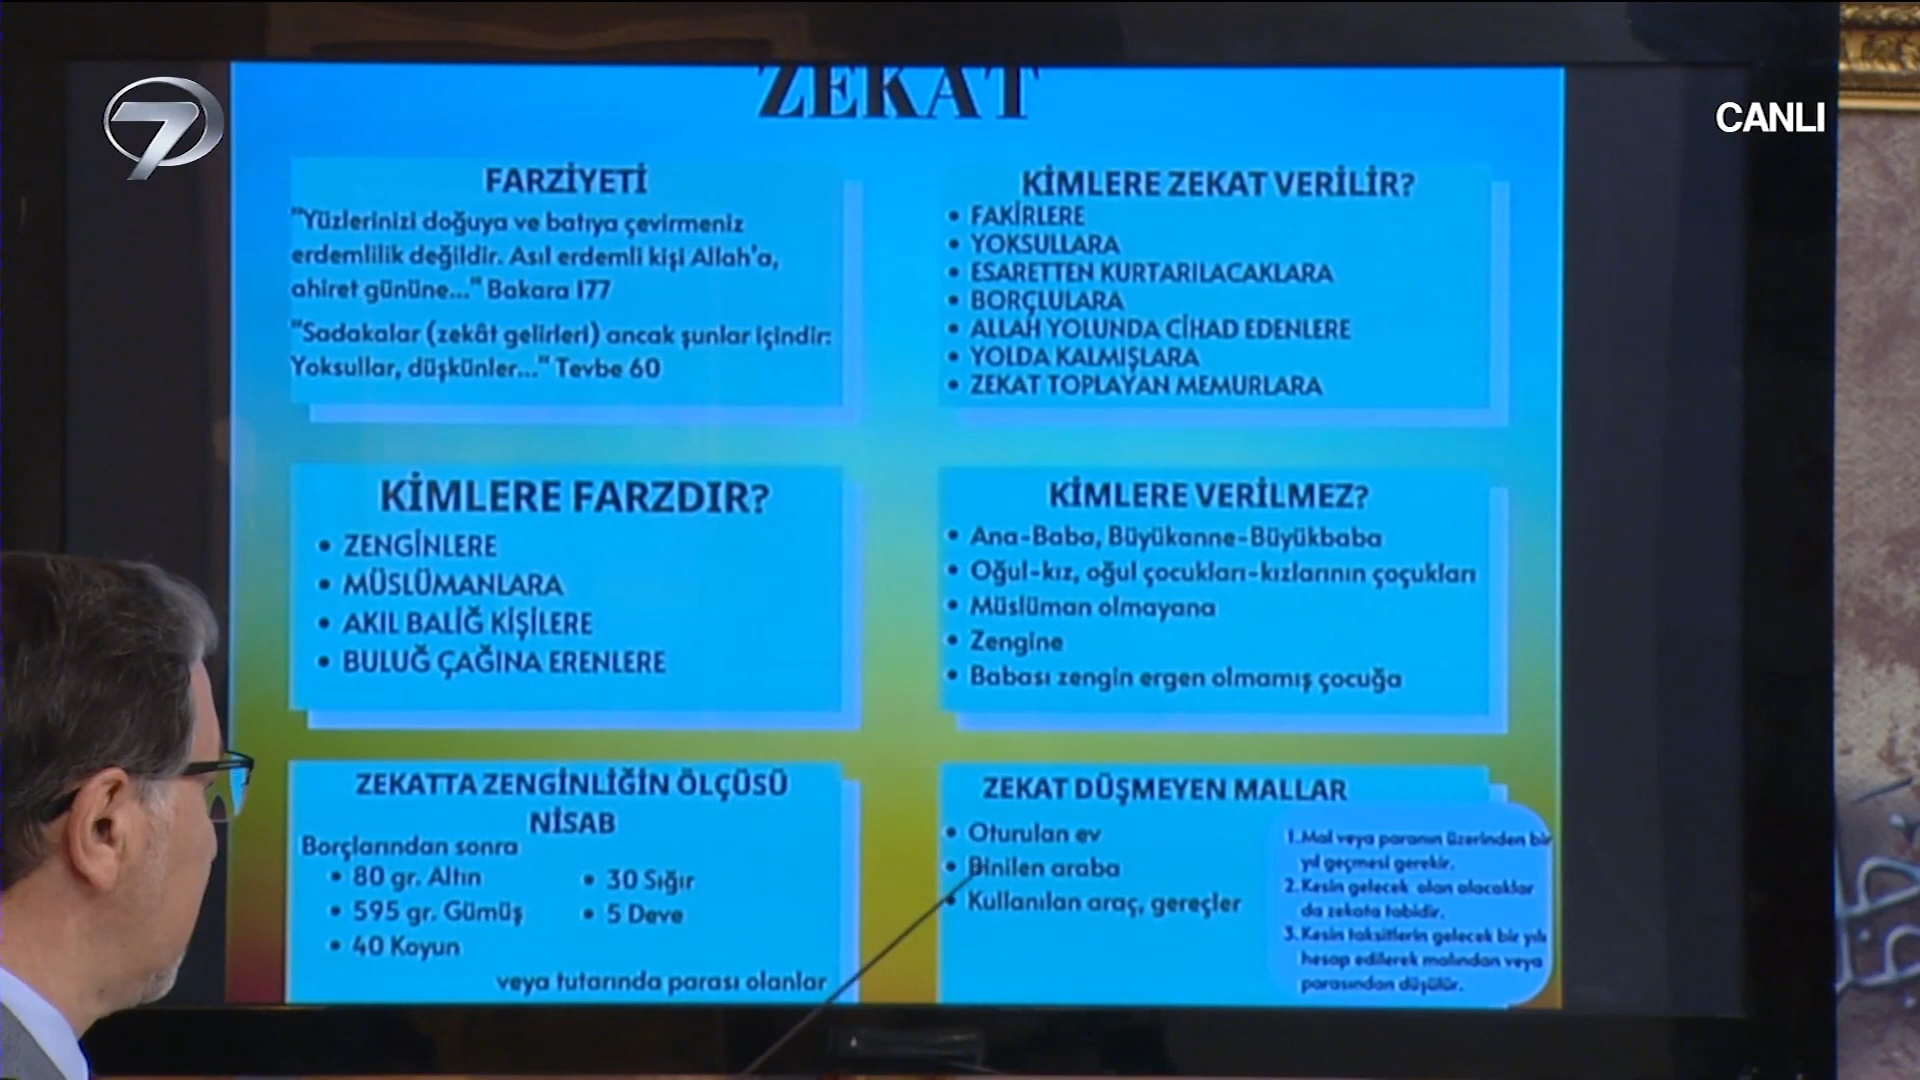 7
CANLI
ZEKAT
FARZİYETİ
"Yüzlerinizi doğuya ve batıya çevirmeniz
erdemlilik değildir. Asıl erdemli kişi Allah'a,
ahiret gününe..." Bakara 177
"Sadakalar (zekât gelirleri) ancak şunlar içindir:
Yoksullar, düşkünler..." Tevbe 60
KİMLERE ZEKAT VERİLİR?
• FAKİRLERE
• YOKSULLARA
• ESARETTEN KURTARILACAKLARA
• BORÇLULARA
• ALLAH YOLUNDA CİHAD EDENLERE
• YOLDA KALMIŞLARA
• ZEKAT TOPLAYAN MEMURLARA
KİMLERE FARZDIR?
• ZENGİNLERE
• MÜSLÜMANLARA
• AKIL BALİĞ KİŞİLERE
• BULUĞ ÇAĞINA ERENLERE
KİMLERE VERİLMEZ?
• Ana-Baba, Büyükanne-Büyükbaba
• Oğul-kız, oğul çocukları-kızlarının çoçukları
• Müslüman olmayana
• Zengine
• Babası zengin ergen olmamış çocuğa
ZEKATTA ZENGİNLİĞİN ÖLÇÜSÜ
NİSAB
Borçlarından sonra
• 80 gr. Altın
• 595 gr. Gümüş
• 40 Koyun
• 30 Sığır
• 5 Deve
veya tutarında parası olanlar
ZEKAT DÜŞMEYEN MALLAR
• Oturulan ev
• Binilen araba
• Kullanılan araç, gereçler
1. Mal veya paranın üzerinden bir
yıl geçmesi gerekir.
2. Kesin gelecek olan alacaklar
da zekata tabidir.
3. Kesin taksitlerin gelecek bir yılı
hesap edilerek malından veya
parasından düşülür.